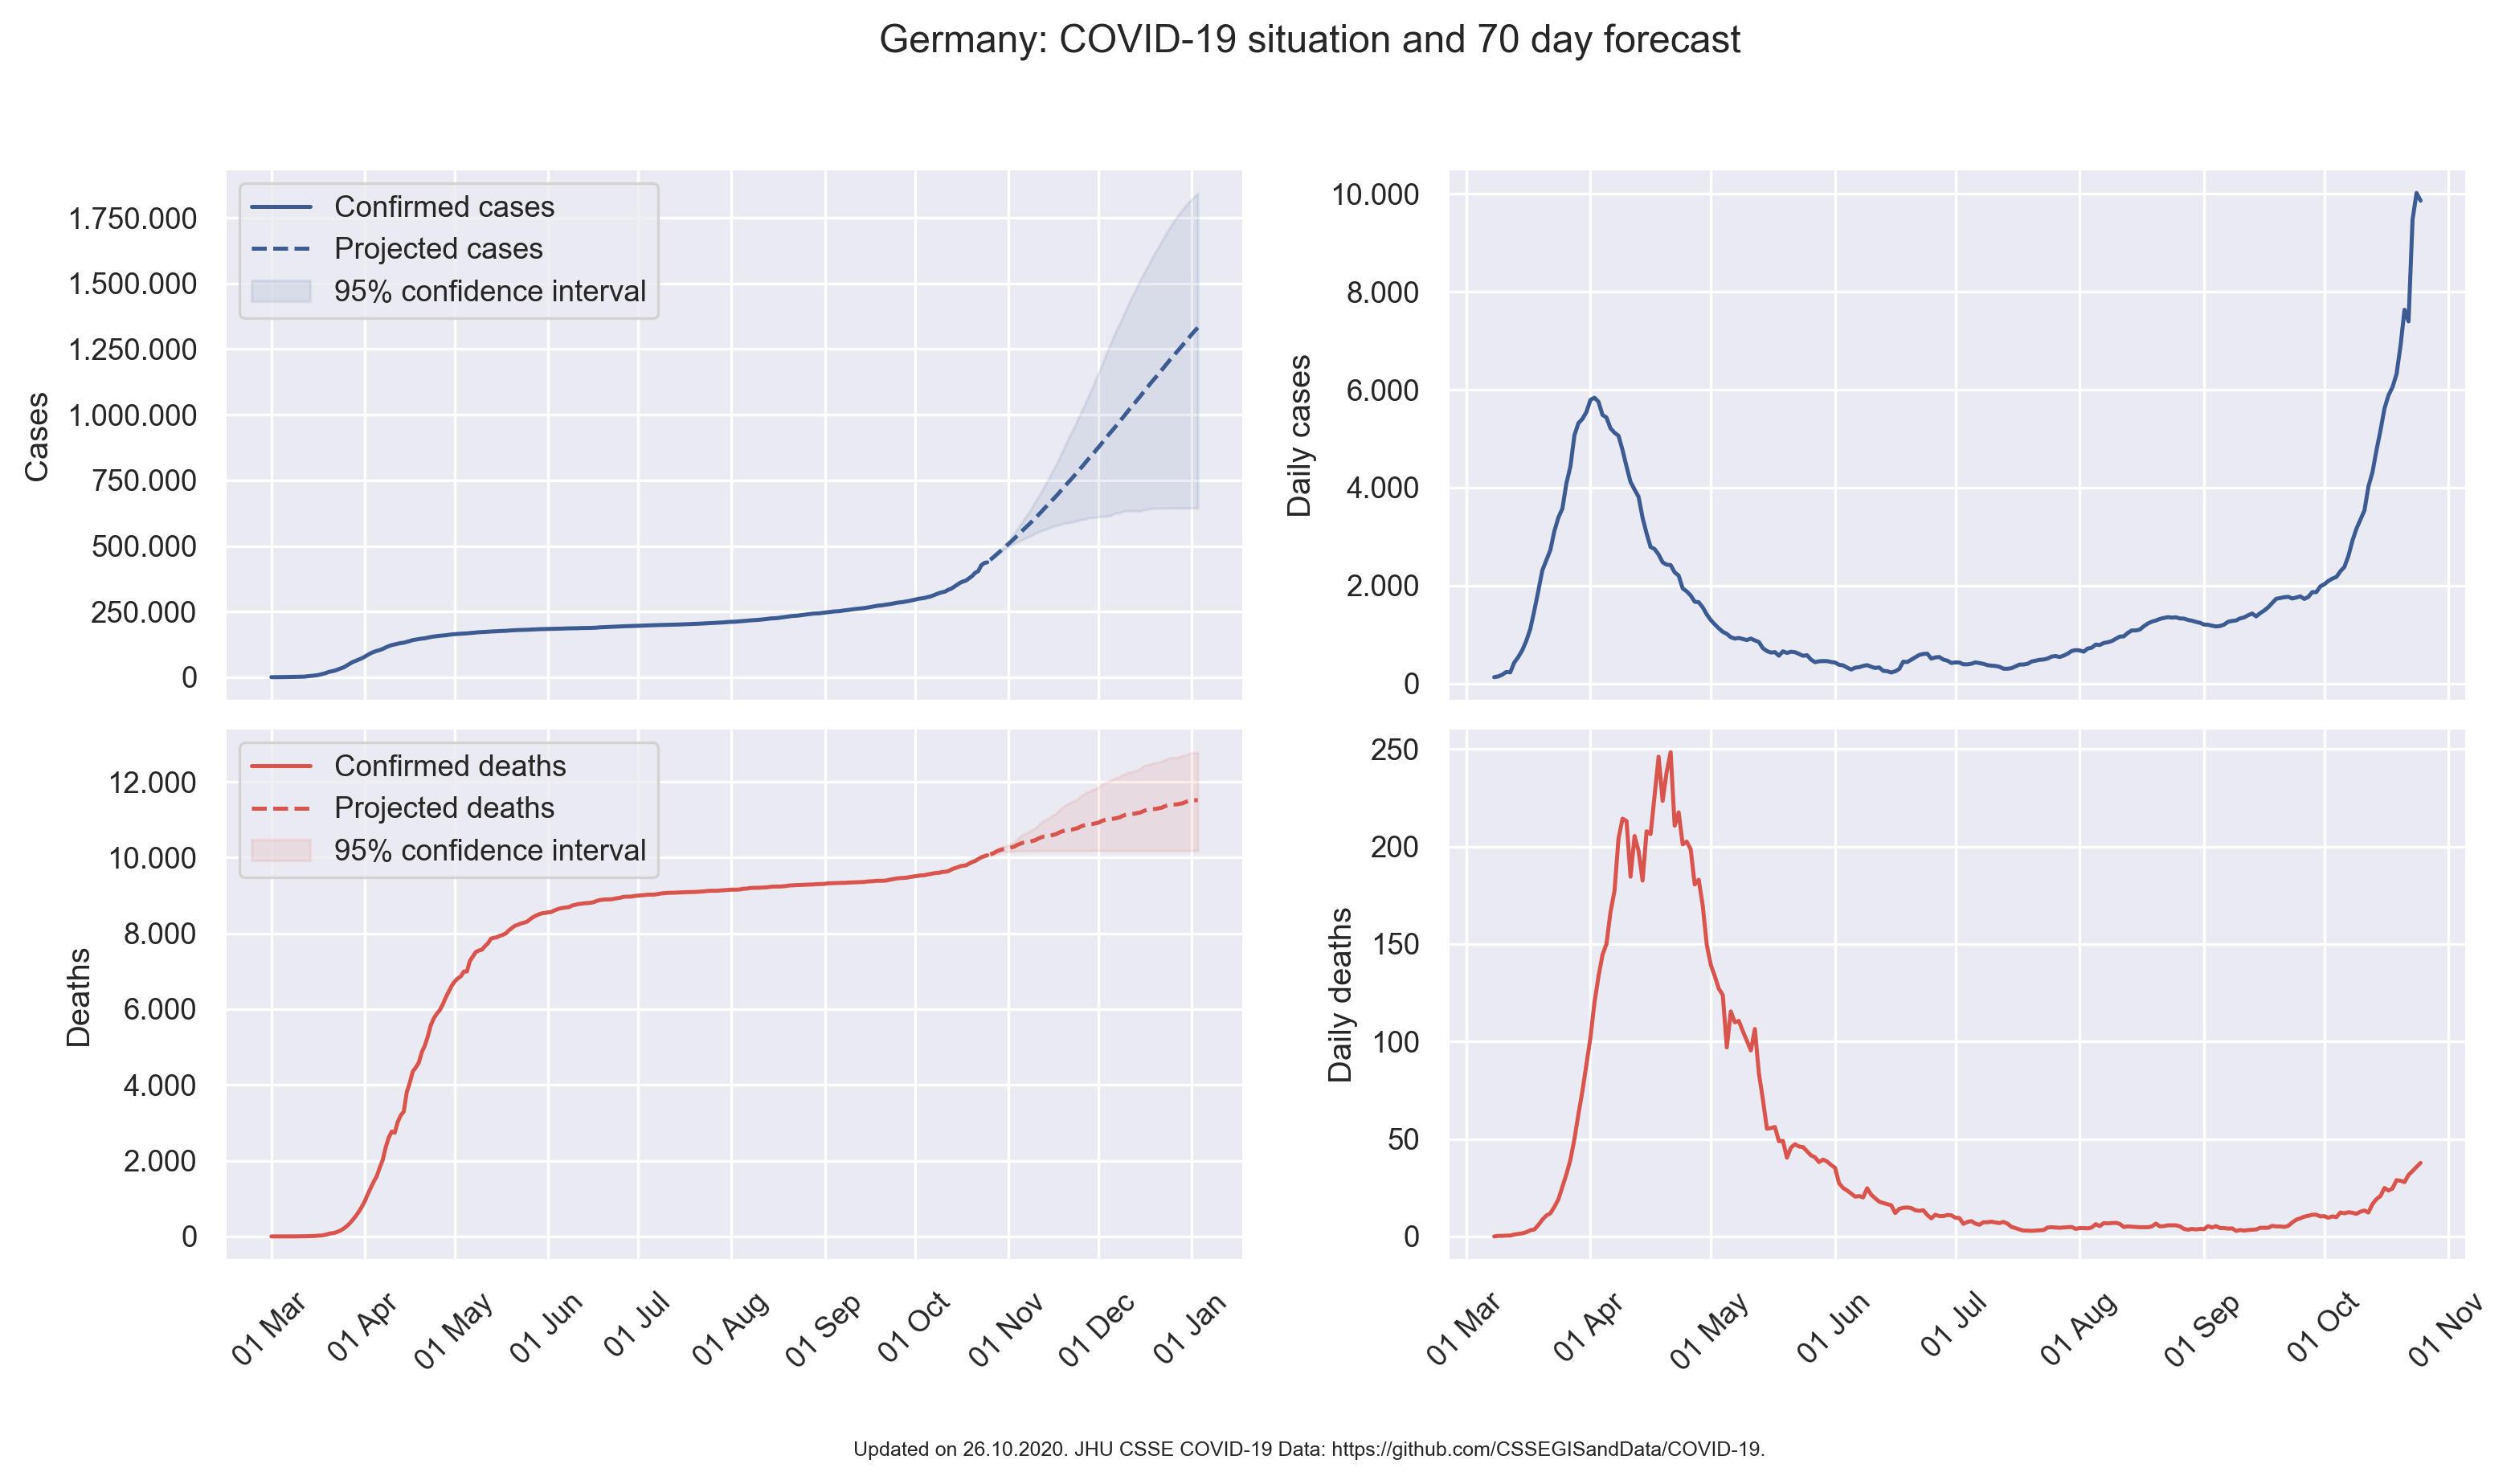 Germany: COVID-19 situation and 70 day forecast
Confirmed cases
Projected cases
95% confidence interval
Cases
1.750.000
1.500.000
1.250.000
1.000.000
750.000
500.000
250.000
0
Daily cases
10.000
8.000
6.000
4.000
2.000
0
Confirmed deaths
Projected deaths
95% confidence interval
Deaths
12.000
10.000
8.000
6.000
4.000
2.000
0
01 Mar
01 Apr
01 May
01 Jun
01 Jul
01 Aug
01 Sep
01 Oct
01 Nov
01 Dec
01 Jan
Daily deaths
250
200
150
100
50
0
01 Mar
01 Apr
01 May
01 Jun
01 Jul
01 Aug
01 Sep
01 Oct
01 Nov
Updated on 26.10.2020. JHU CSSE COVID-19 Data: https://github.com/CSSEGISandData/COVID-19.